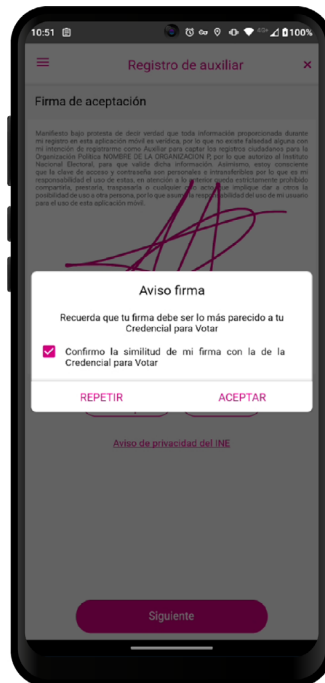 10:51
100%
Registro de auxiliar
×
Firma de aceptación
Manifiesto bajo protesta de decir verdad que toda información proporcionada durante
mi registro en esta aplicación móvil es verídica, por lo que no existe falsedad alguna con
mi intención de registrarme como Auxiliar para captar los registros ciudadanos para la
Organización Política NOMBRE DE LA ORGANIZACION P, por lo que autorizo al Instituto
Nacional Electoral, para que valide dicha información. Asimismo, estoy consciente
que la clave de acceso y contraseña son personales e intransferibles por lo que es mi
responsabilidad el uso de estas, en atención a lo anterior queda estrictamente prohibido
compartirla, prestarla, traspasarla o cualquier otro acto que implique dar a otros la
posibilidad de uso a otra persona, por lo que asumo la responsabilidad del uso de mi usuario
para el uso de esta aplicación móvil.
Aviso firma
Recuerda que tu firma debe ser lo más parecido a tu
Credencial para Votar
Confirmo la similitud de mi firma con la de la
Credencial para Votar
REPETIR ACEPTAR
Aviso de privacidad del INE
Siguiente